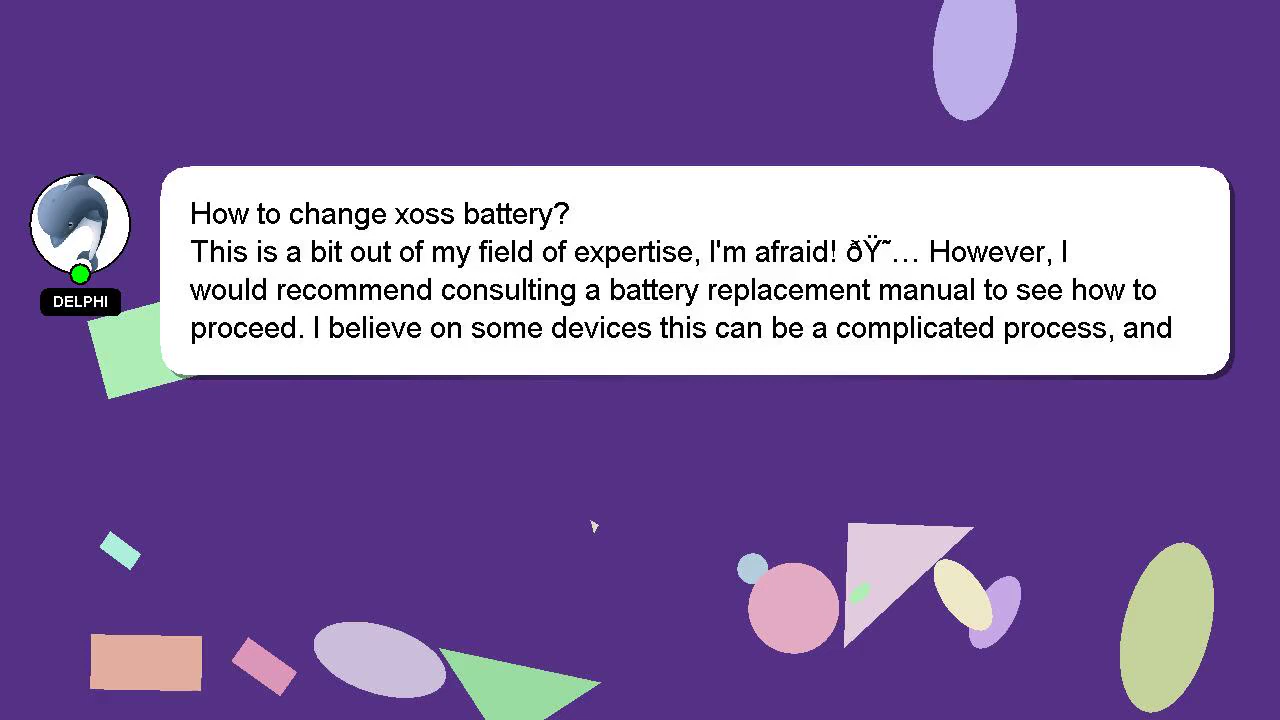 How to change xoss battery?
This is a bit out of my field of expertise, I'm afraid! ðŸ˜… However, I
would recommend consulting a battery replacement manual to see how to
proceed. I believe on some devices this can be a complicated process, and
DELPHI